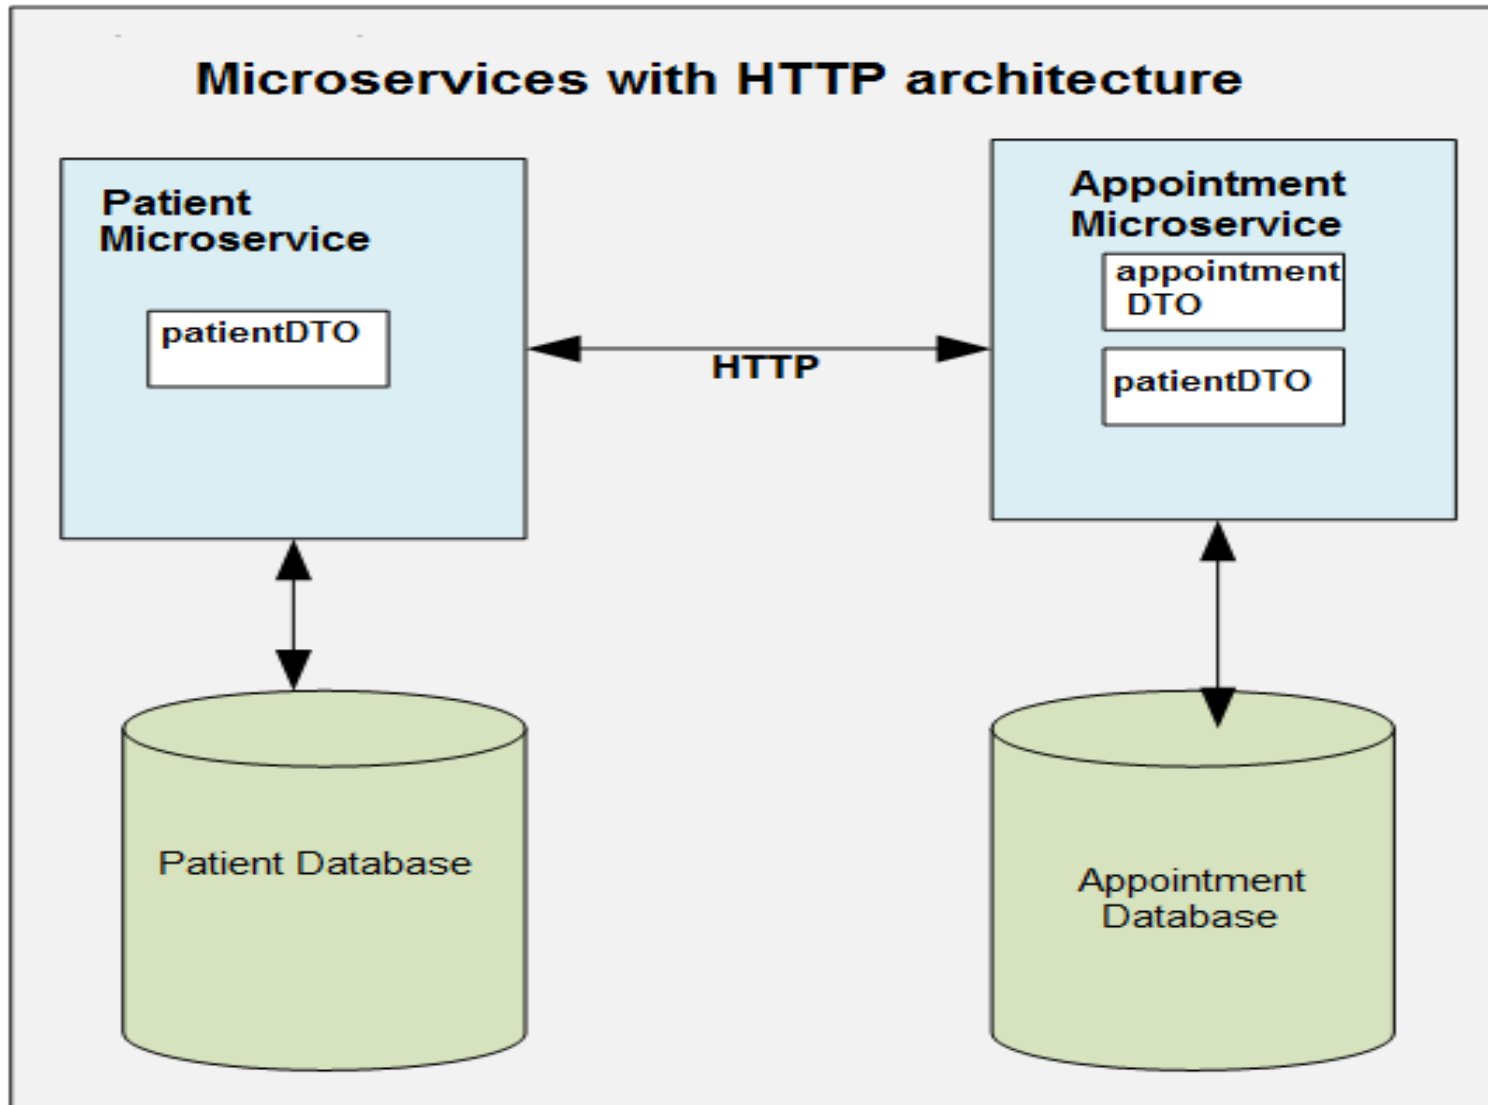 Microservices with HTTP architecture
Patient
Microservice
patientDTO
HTTP
Appointment
Microservice
appointment
DTO
patientDTO
Patient Database
Appointment
Database